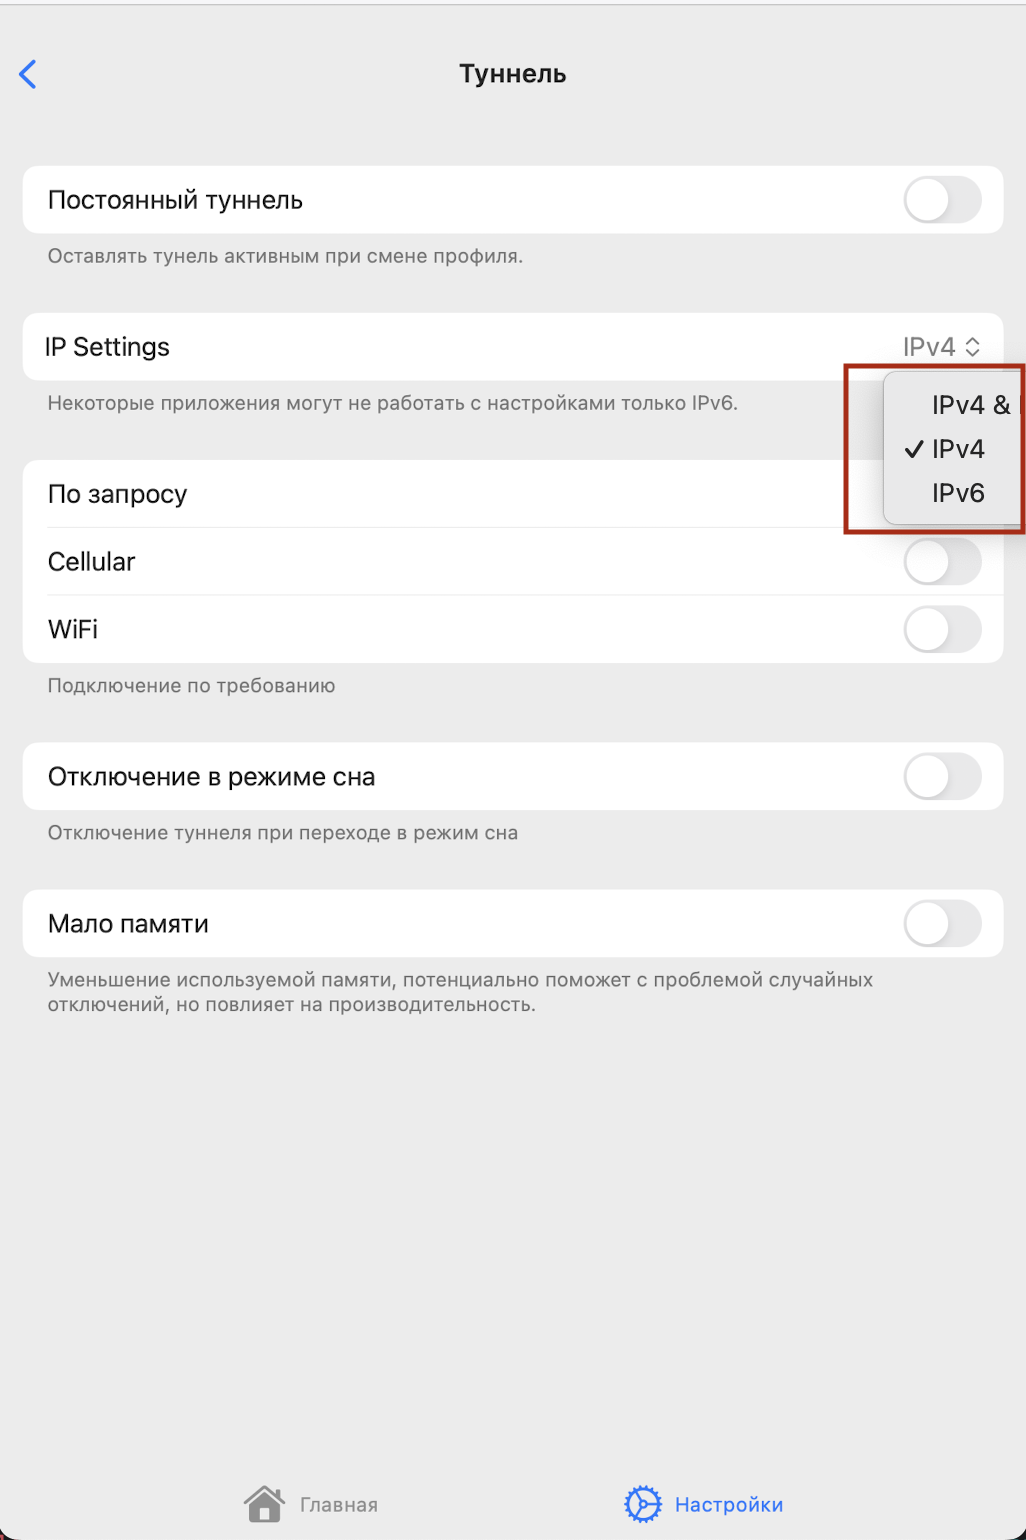 Туннель
Постоянный туннель
Оставлять тунель активным при смене профиля.
IP Settings
IPv4
Некоторые приложения могут не работать с настройками только IPv6.
IPv4 &
IPv4
IPv6
По запросу
Cellular
WiFi
Подключение по требованию
Отключение в режиме сна
Отключение туннеля при переходе в режим сна
Мало памяти
Уменьшение используемой памяти, потенциально поможет с проблемой случайных
отключений, но повлияет на производительность.
Главная
Настройки